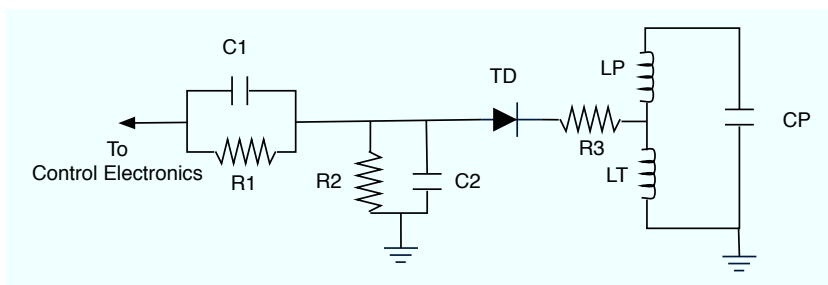 C1
TD
LP
CP
To
Control Electronics
R1
R2
C2
R3
LT